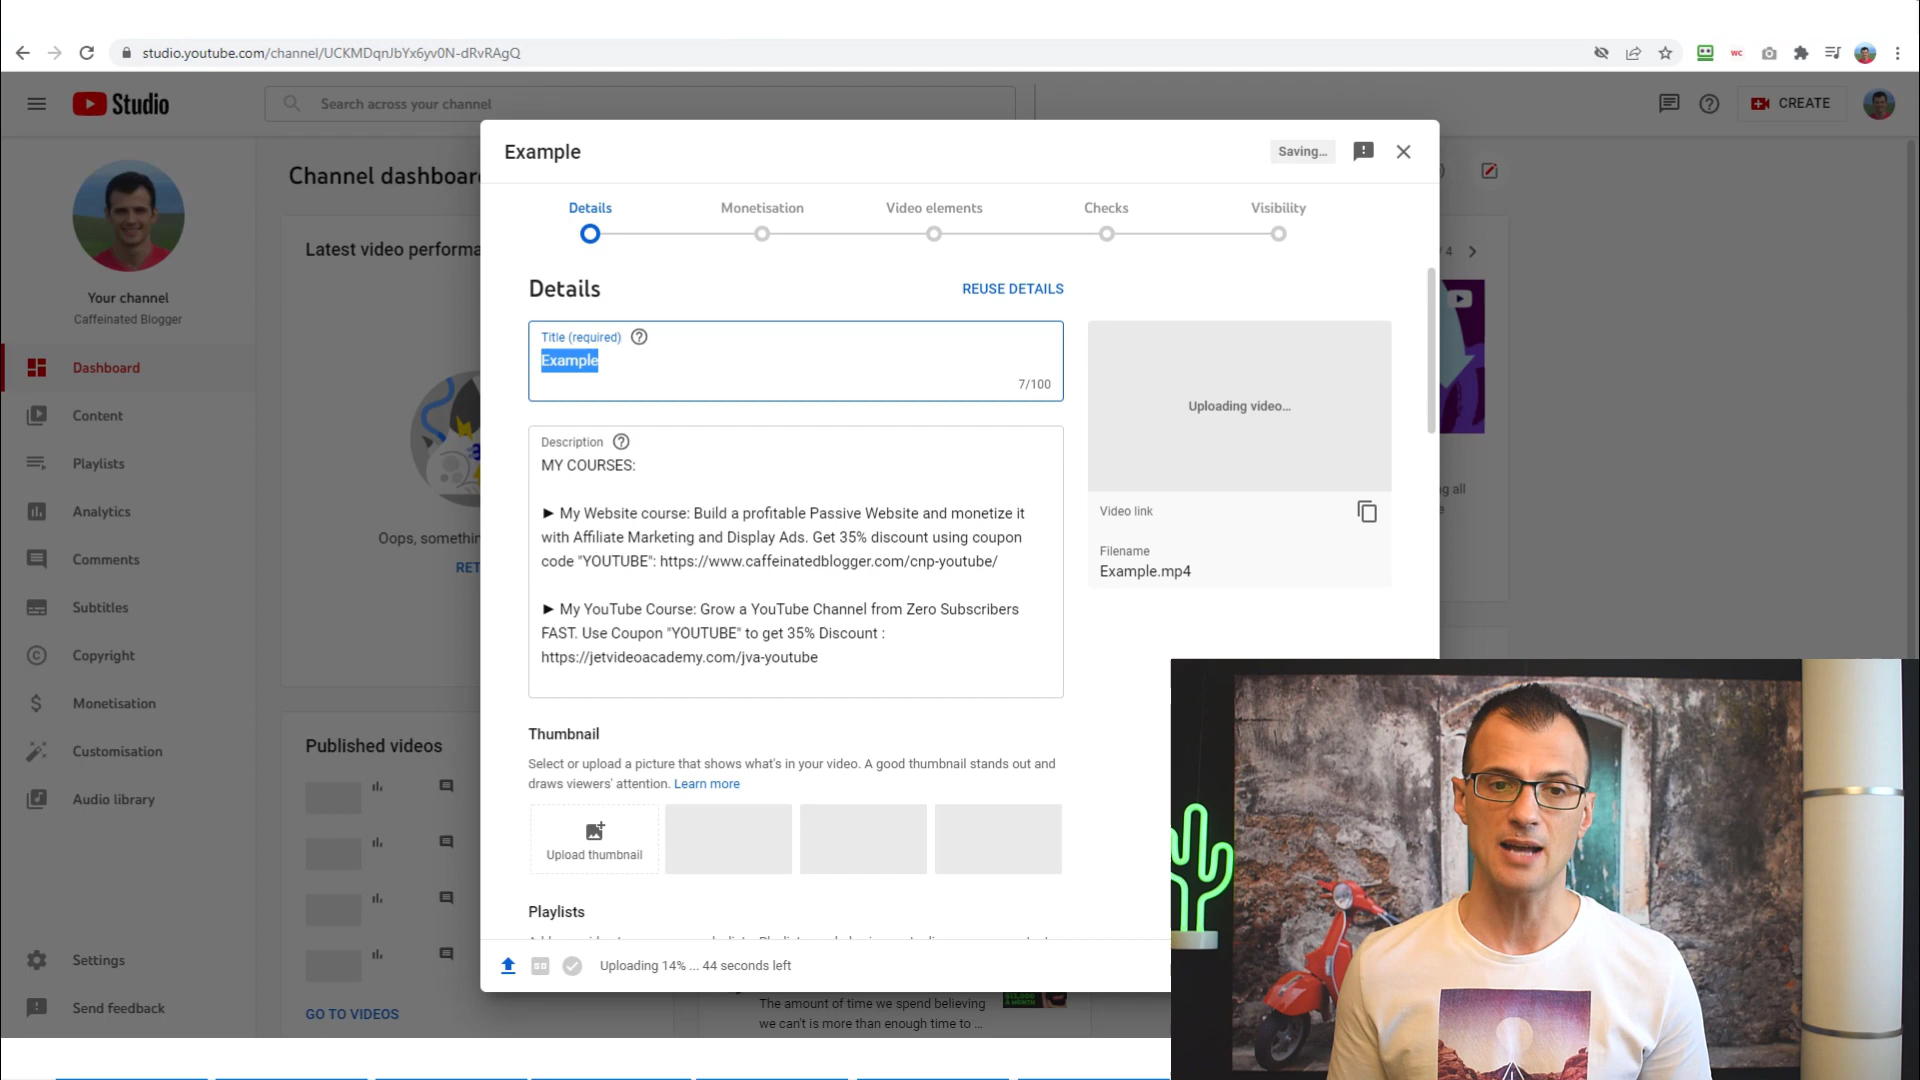 studio.youtube.com/channel/UCKMDqnJbYx6yv0N-dRvRAgQ
WC
Studio
Search across your channel
CREATE
Example
Saving...
Channel dashboar
Details
Monetisation
Video elements
Checks
Visibility
Latest video performa
4
Details
REUSE DETAILS
Your channel
Caffeinated Blogger
Title (required)
Example
7/100
Dashboard
Content
Playlists
Analytics
Comments
Subtitles
Copyright
Monetisation
Customisation
Audio library
Settings
Send feedback
Uploading video...
Description
MY COURSES:
► My Website course: Build a profitable Passive Website and monetize it
with Affiliate Marketing and Display Ads. Get 35% discount using coupon
code "YOUTUBE": https://www.caffeinatedblogger.com/cnp-youtube/
► My YouTube Course: Grow a YouTube Channel from Zero Subscribers
FAST. Use Coupon "YOUTUBE" to get 35% Discount :
https://jetvideoacademy.com/jva-youtube
Video link
Filename
Example.mp4
g all
Oops, somethin
RET
Thumbnail
Select or upload a picture that shows what's in your video. A good thumbnail stands out and
draws viewers' attention. Learn more
Upload thumbnail
Playlists
Published videos
GO TO VIDEOS
Uploading 14% ... 44 seconds left
The amount of time we spend believing
we can't is more than enough time to ...